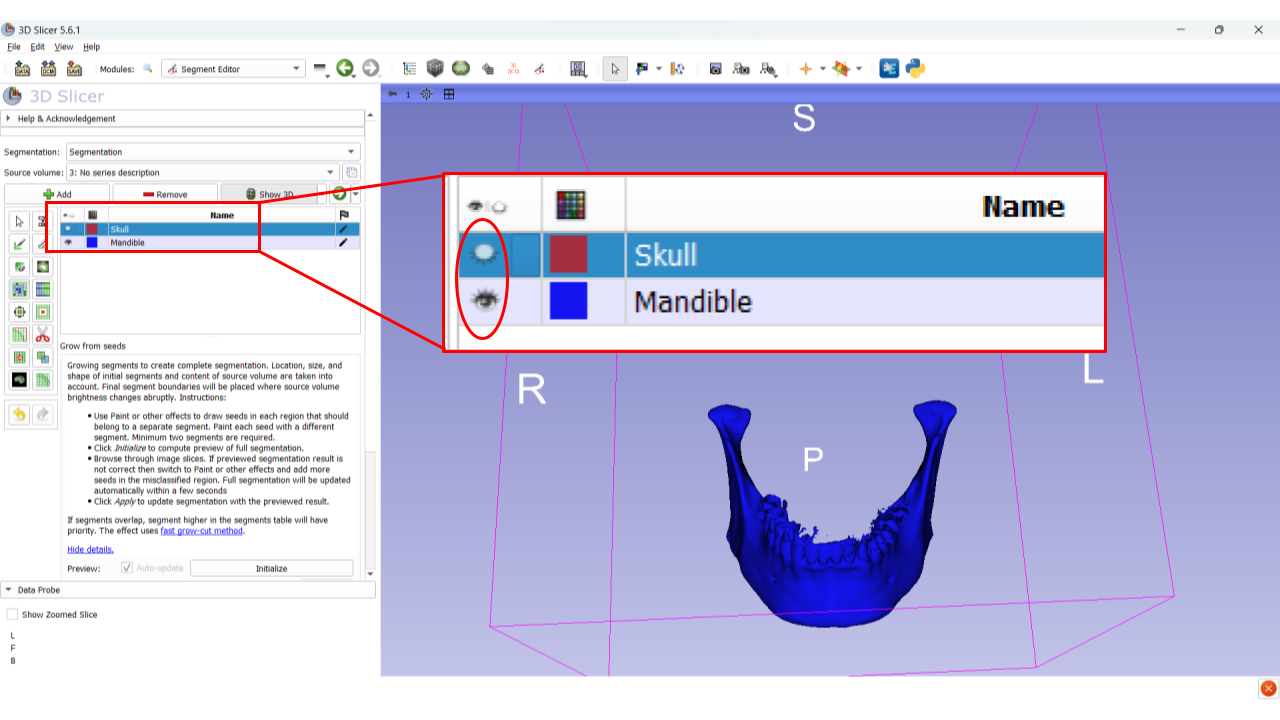 3D Slicer 5.6.1
File Edit View Help
DATA DCM SAVE Modules: Segment Editor
3D Slicer
1
Help & Acknowledgement
S
Segmentation: Segmentation
Source volume: 3: No series description
Add Remove Show 3D
Name
Skull
Mandible
Name
Skull
Mandible
R
L
P
Grow from seeds
Growing segments to create complete segmentation. Location, size, and
shape of initial segments and content of source volume are taken into
account. Final segment boundaries will be placed where source volume
brightness changes abruptly. Instructions:
Use Paint or other effects to draw seeds in each region that should
belong to a separate segment. Paint each seed with a different
segment. Minimum two segments are required.
Click Initialize to compute preview of full segmentation.
Browse through image slices. If previewed segmentation result is
not correct then switch to Paint or other effects and add more
seeds in the misclassified region. Full segmentation will be updated
automatically within a few seconds
Click Apply to update segmentation with the previewed result.
If segments overlap, segment higher in the segments table will have
priority. The effect uses fast grow-cut method.
Hide details.
Preview: Auto-update Initialize
Data Probe
Show Zoomed Slice
L
F
B